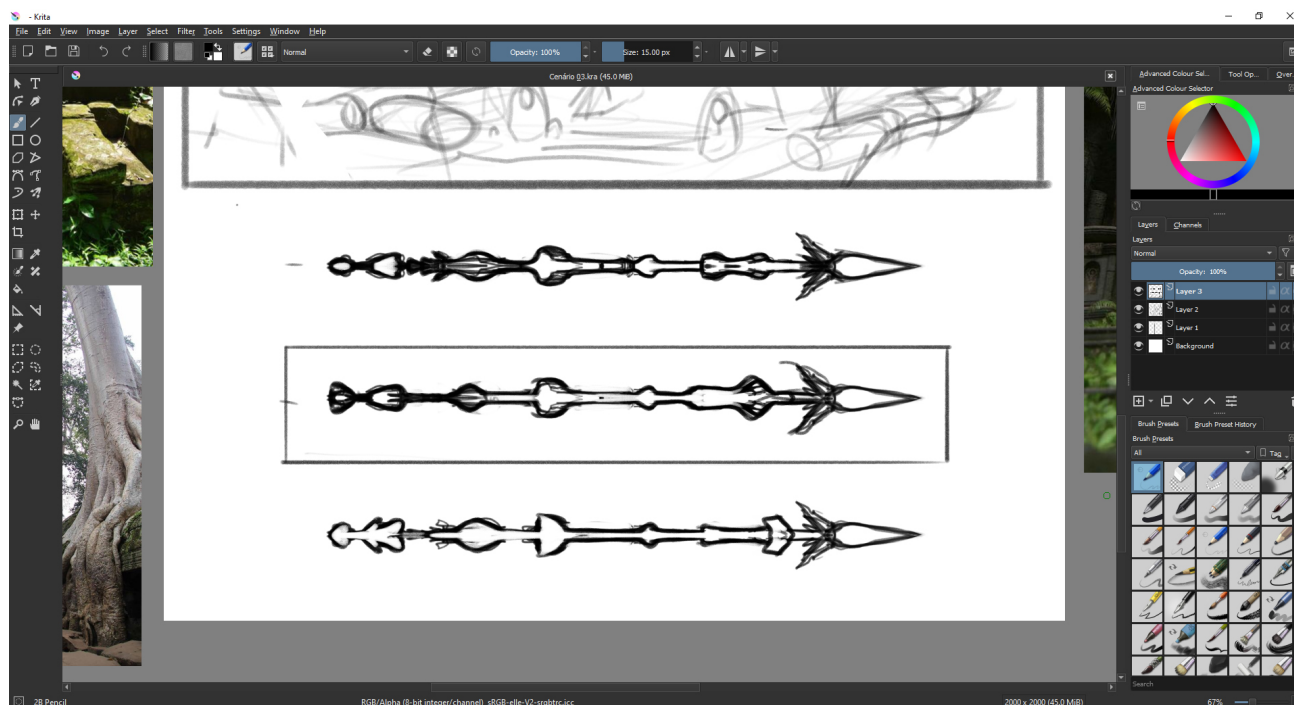 - Krita
File Edit View Image Layer Select Filter Tools Settings Window Help
Normal
Opacity: 100%
Size: 15.00 px
Cenário 03.kra (45.0 MiB)
Advanced Colour Sel... Tool Op... Over
Advanced Colour Selector
Layers Channels
Layers
Normal
Opacity: 100%
Layer 3
Layer 2
Layer 1
Background
Brush Presets Brush Preset History
Brush Presets
All
Tag
Search
2B Pencil
RGB/Alpha (8-bit integer/channel) sRGB-elle-V2-srgbtrc.icc
2000 x 2000 (45.0 MiB)
67%